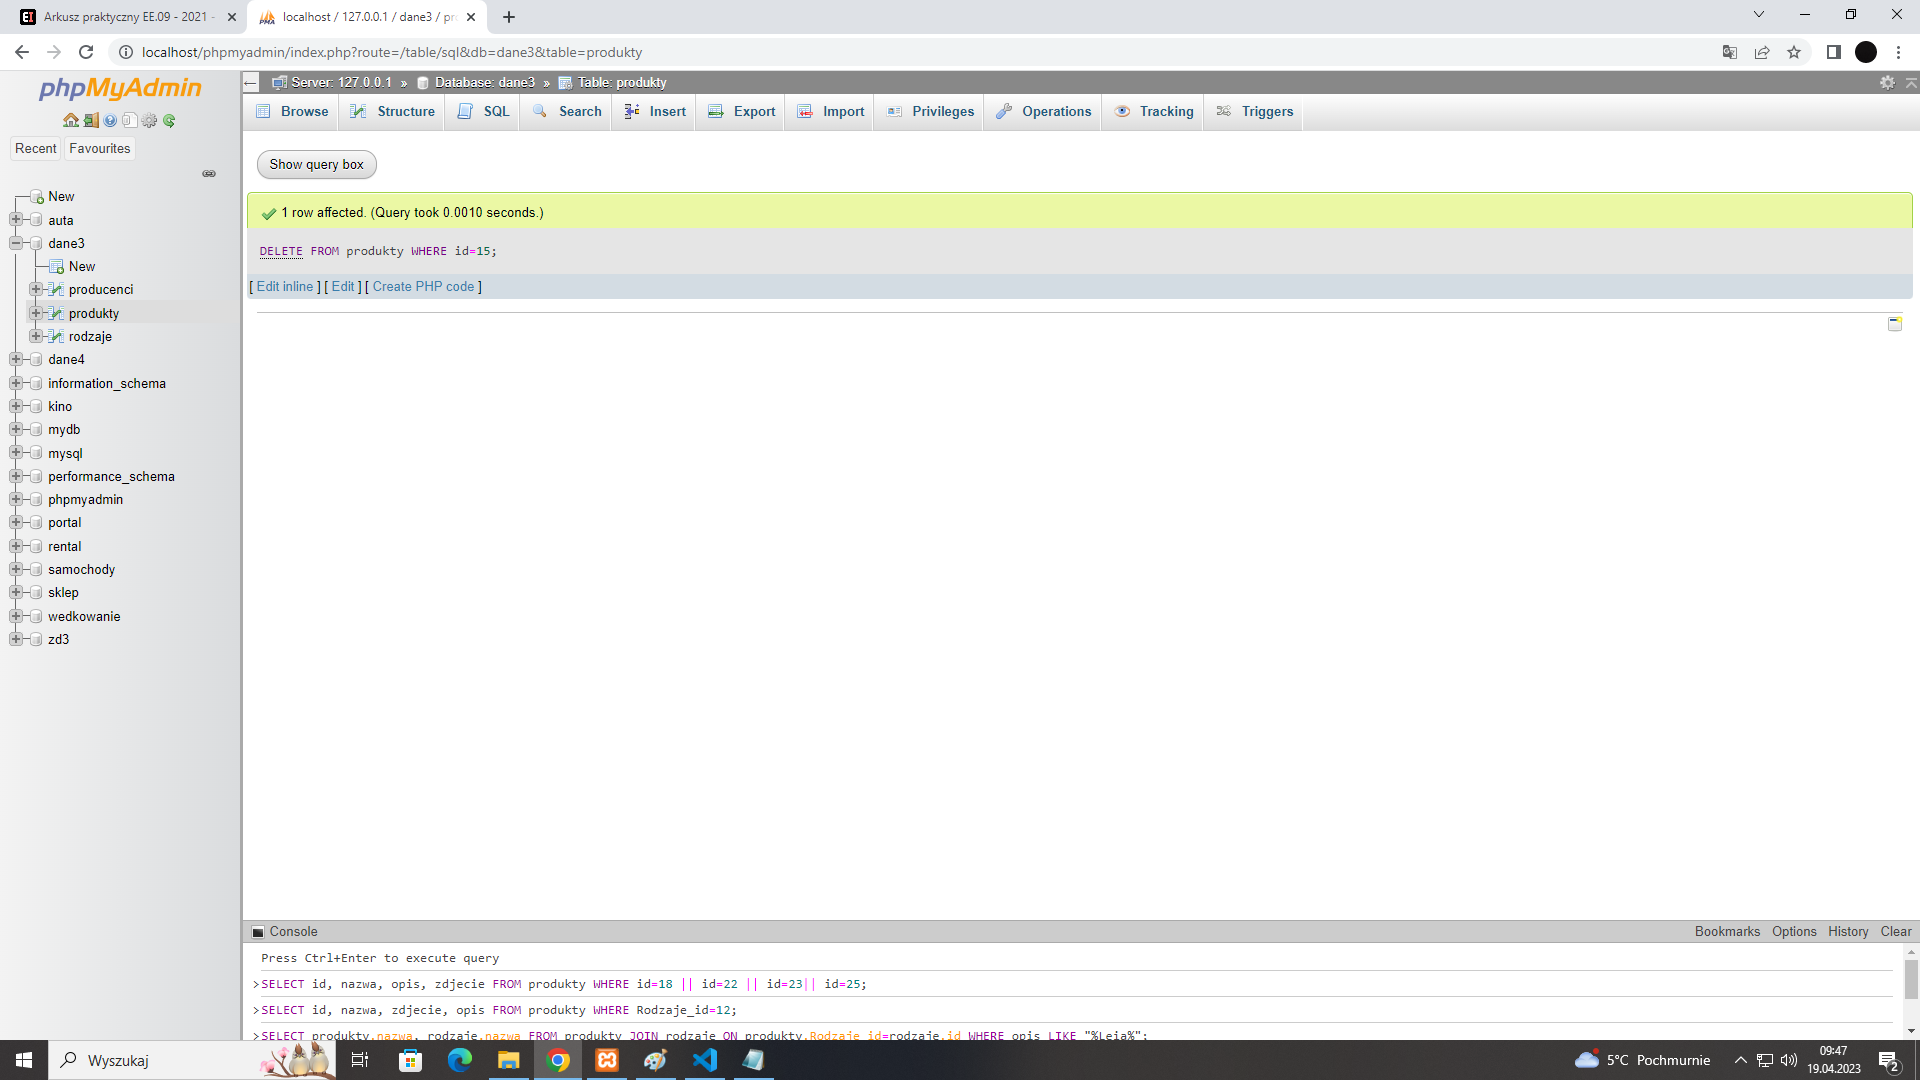 Arkusz praktyczny EE.09 - 2021 -
localhost / 127.0.0.1 / dane3 / pr
localhost/phpmyadmin/index.php?route=/table/sql&db=dane3&table=produkty
phpMyAdmin
Recent Favourites
New
auta
dane3
New
producenci
produkty
rodzaje
dane4
information_schema
kino
mydb
mysql
performance_schema
phpmyadmin
portal
rental
samochody
sklep
wedkowanie
zd3
Server: 127.0.0.1 » Database: dane3 » Table: produkty
Browse Structure SQL Search Insert Export Import Privileges Operations Tracking Triggers
Show query box
1 row affected. (Query took 0.0010 seconds.)
DELETE FROM produkty WHERE id=15;
[ Edit inline ] [ Edit ] [ Create PHP code ]
Console Bookmarks Options History Clear
Press Ctrl+Enter to execute query
>SELECT id, nazwa, opis, zdjecie FROM produkty WHERE id=18 || id=22 || id=23|| id=25;
>SELECT id, nazwa, zdjecie, opis FROM produkty WHERE Rodzaje_id=12;
>SELECT produkty.nazwa, rodzaje.nazwa FROM produkty JOIN rodzaje ON produkty.Rodzaje_id=rodzaje.id WHERE opis LIKE "%Leia%";
Wyszukaj
5°C Pochmurnie
09:47
19.04.2023
2